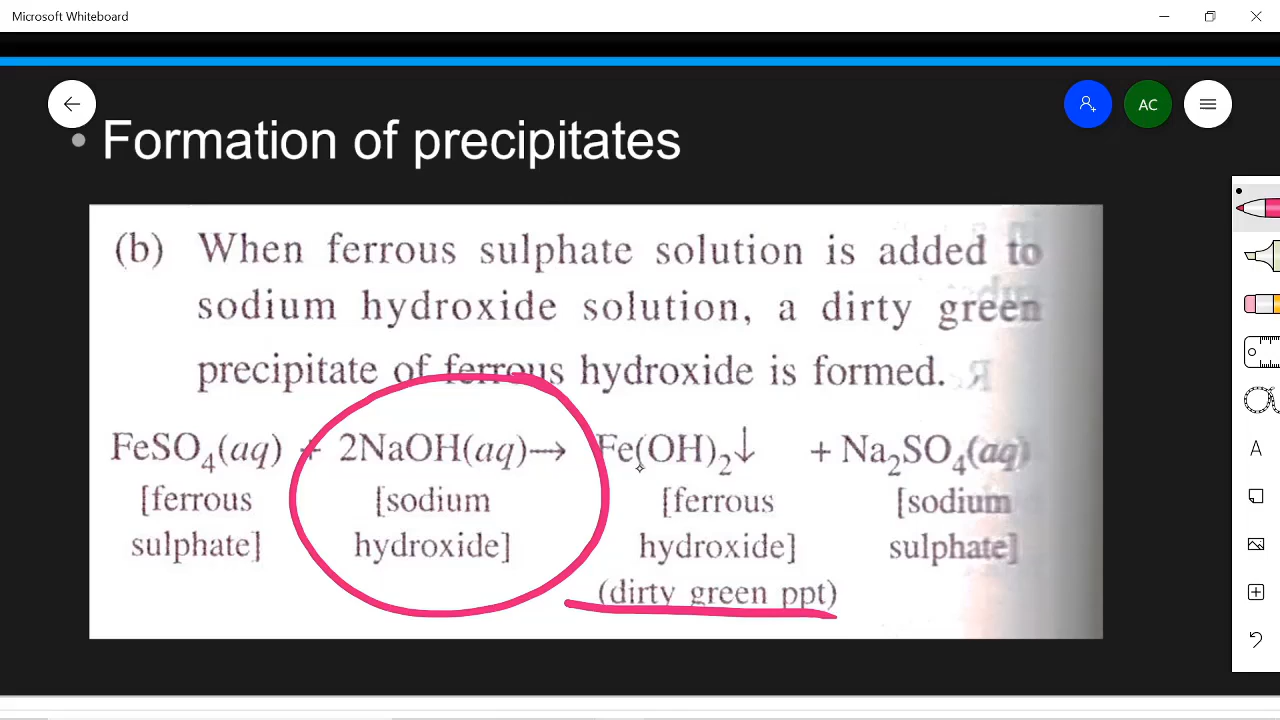 Microsoft Whiteboard
AC
• Formation of precipitates
(b) When ferrous sulphate solution is added to
sodium hydroxide solution, a dirty green
precipitate of ferrous hydroxide is formed.
FeSO₄(aq) + 2NaOH(aq)→ Fe(OH)₂↓ + Na₂SO₄(aq)
[ferrous [sodium [ferrous [sodium
sulphate] hydroxide] hydroxide] sulphate]
(dirty green ppt)
A